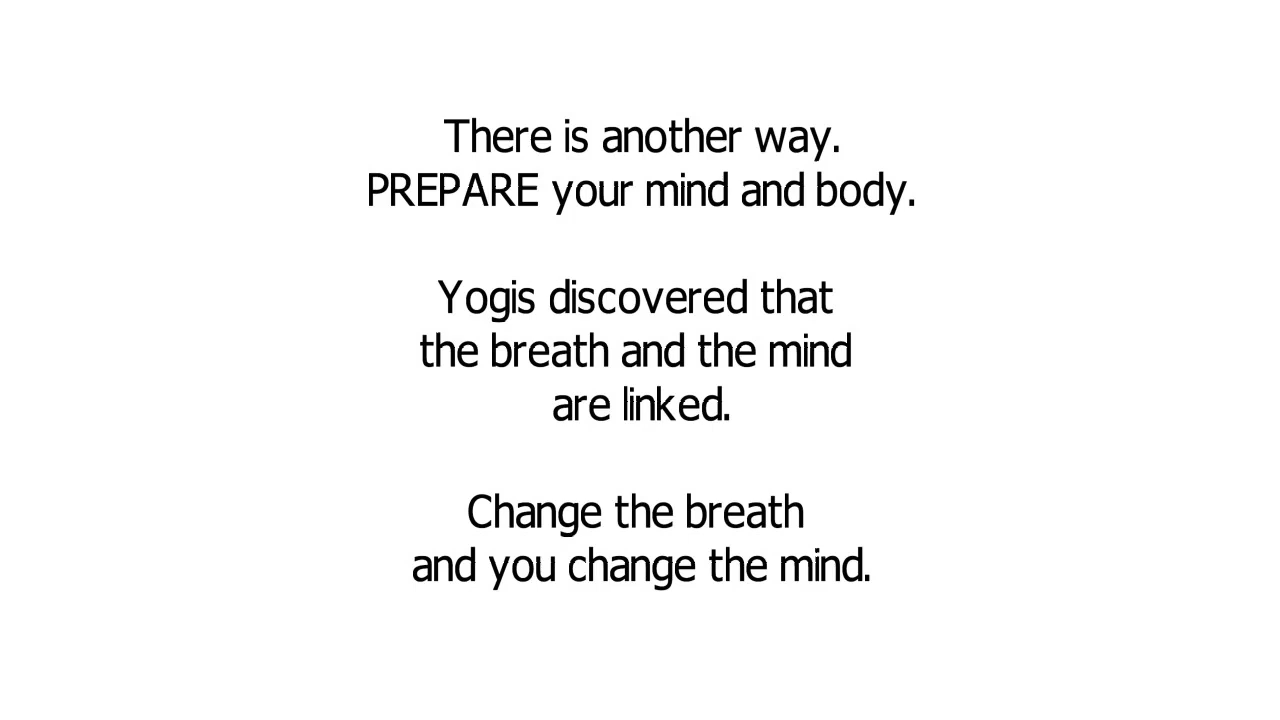 There is another way.
PREPARE your mind and body.
Yogis discovered that
the breath and the mind
are linked.
Change the breath
and you change the mind.